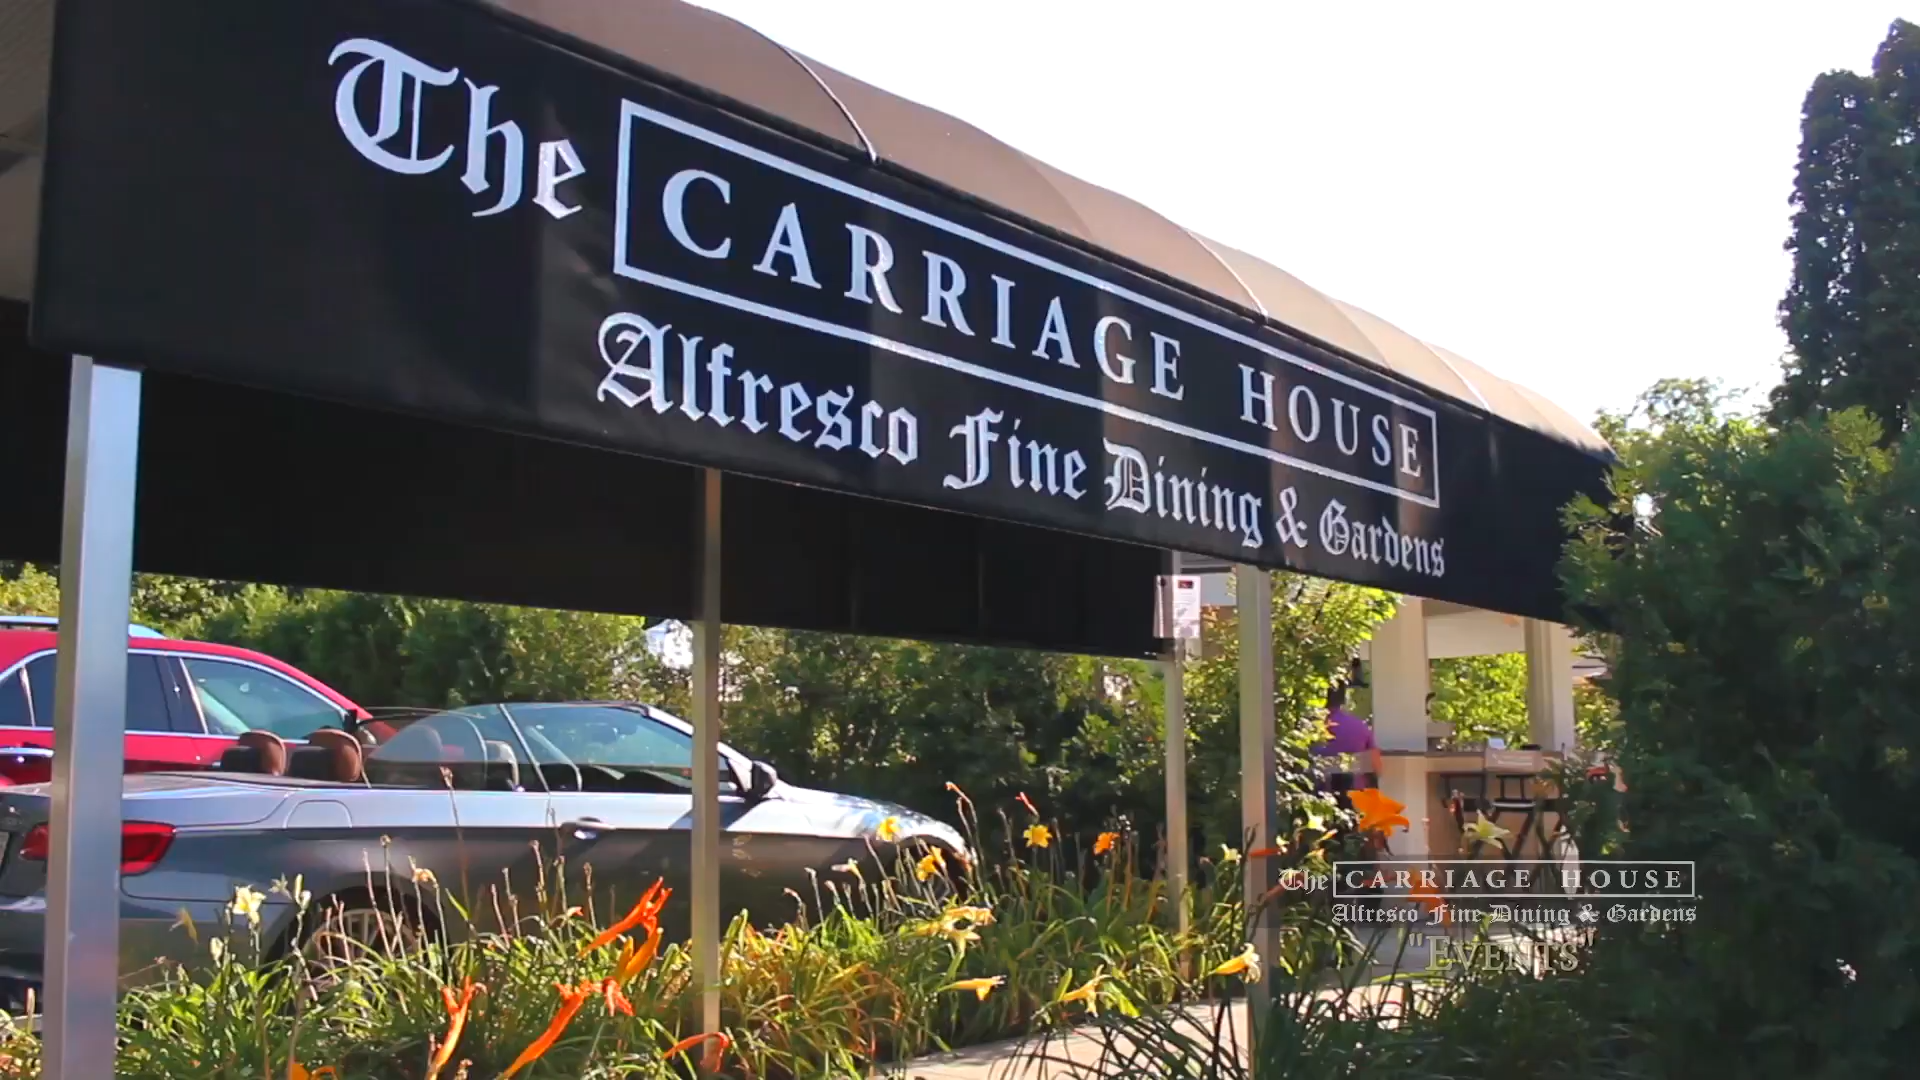 The CARRIAGE HOUSE
Alfresco Fine Dining & Gardens
The CARRIAGE HOUSE
Alfresco Fine Dining & Gardens
"EVENTS"